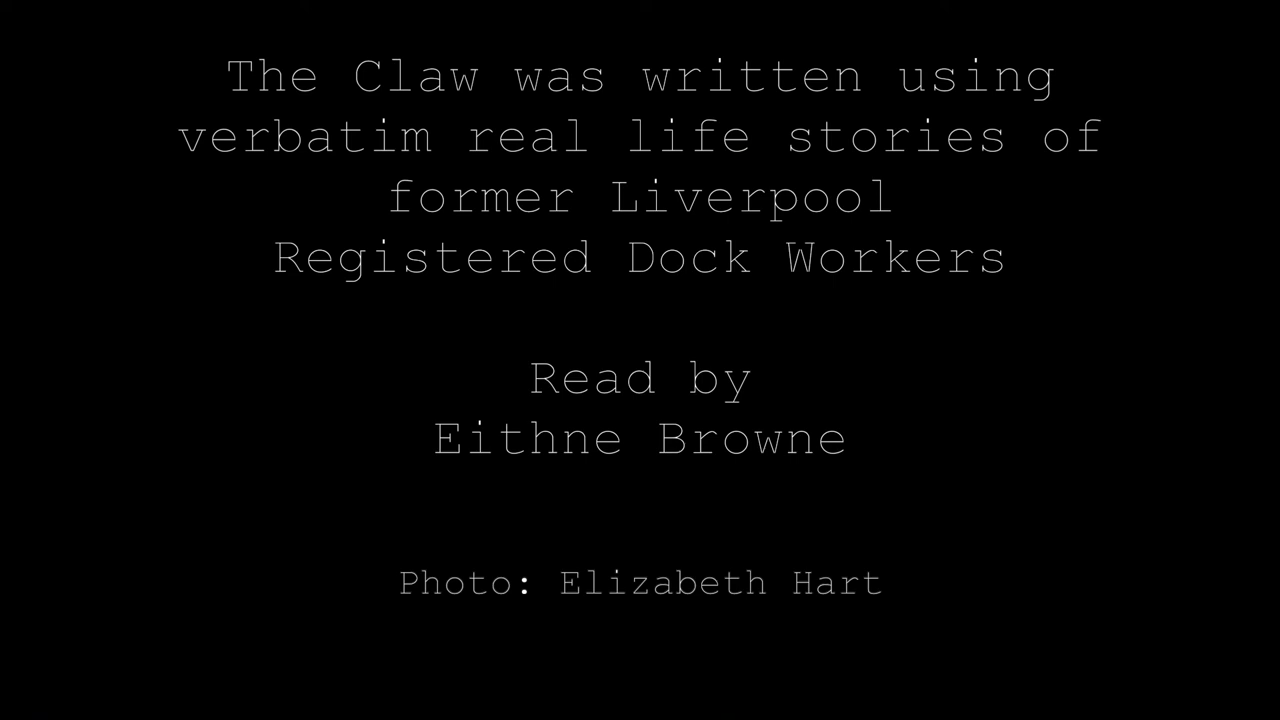 The Claw was written using
verbatim real life stories of
former Liverpool
Registered Dock Workers
Read by
Eithne Browne
Photo: Elizabeth Hart